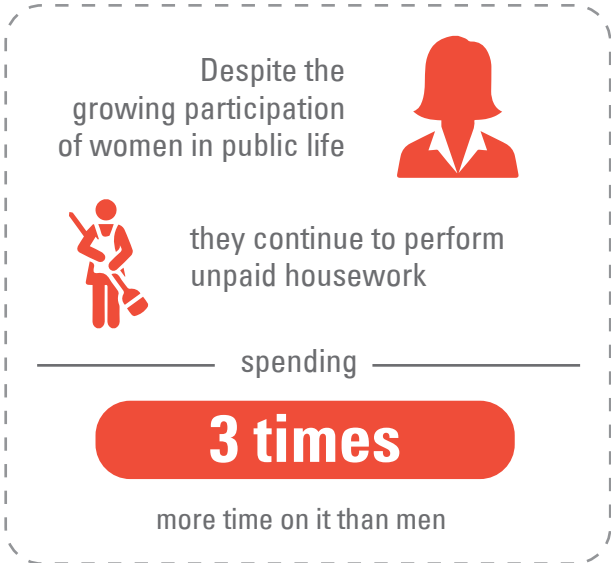 Despite the
growing participation
of women in public life
they continue to perform
unpaid housework
spending
3 times
more time on it than men